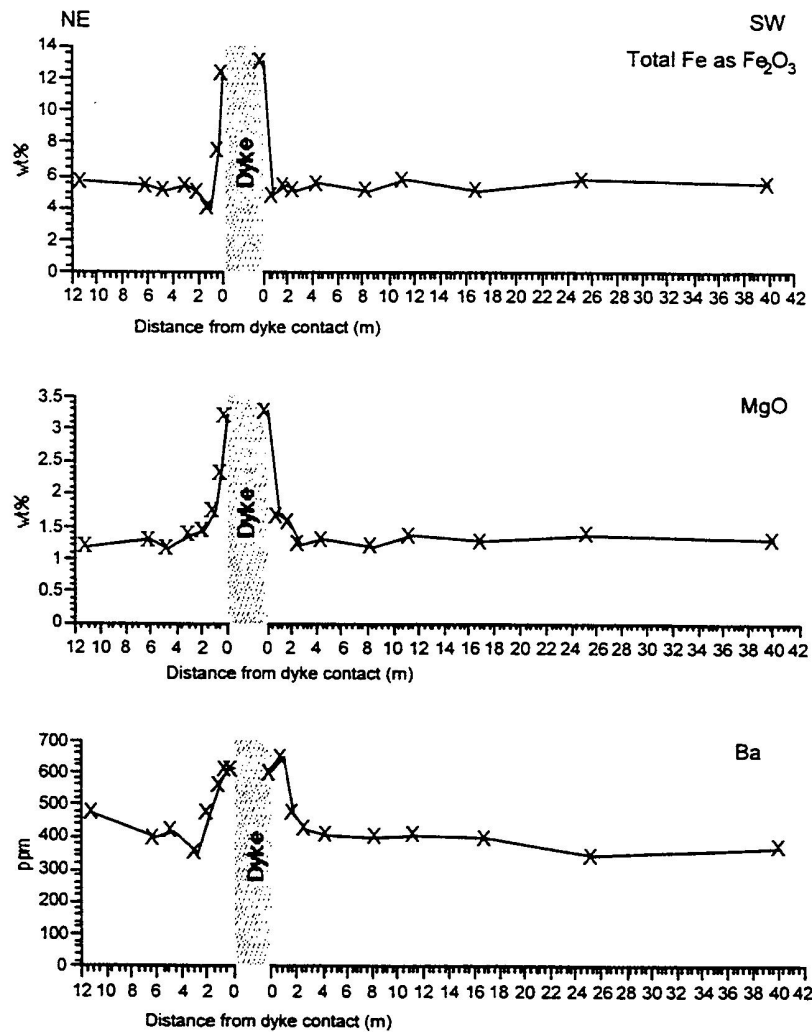 NE
SW
Total Fe as Fe₂O₃
14
12
10
8
6
4
2
0
wt%
Dyke
12 10 8 6 4 2 0
0 2 4 6 8 10 12 14 16 18 20 22 24 26 28 30 32 34 36 38 40 42
Distance from dyke contact (m)
3.5
3
2.5
2
1.5
1
0.5
0
wt%
MgO
Dyke
12 10 8 6 4 2 0
0 2 4 6 8 10 12 14 16 18 20 22 24 26 28 30 32 34 36 38 40 42
Distance from dyke contact (m)
700
600
500
400
300
200
100
0
ppm
Ba
Dyke
12 10 8 6 4 2 0
0 2 4 6 8 10 12 14 16 18 20 22 24 26 28 30 32 34 36 38 40 42
Distance from dyke contact (m)